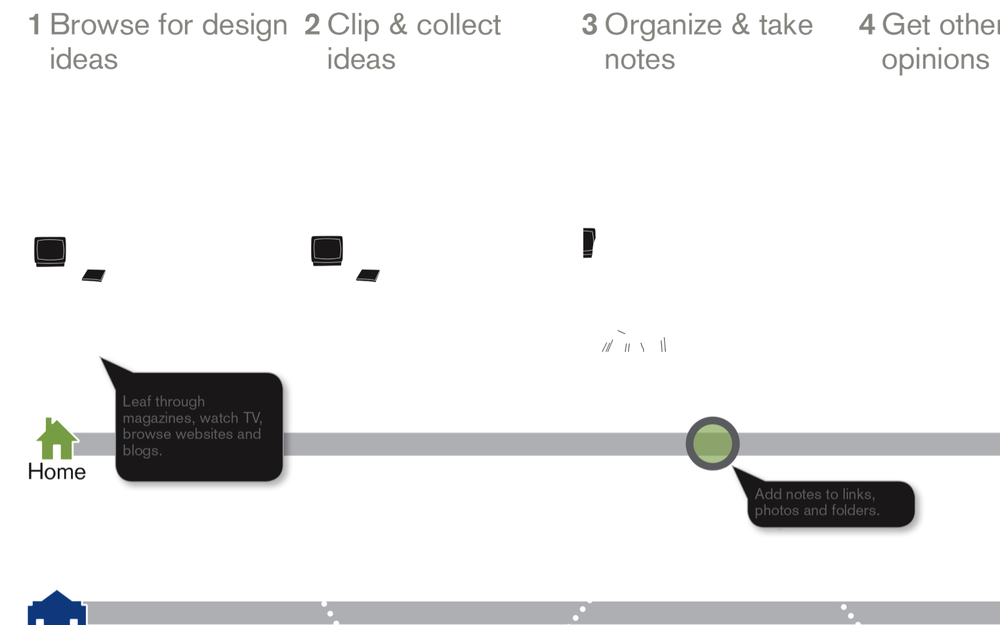 1 Browse for design
ideas
2 Clip & collect
ideas
3 Organize & take
notes
4 Get other
opinions
Leaf through
magazines, watch TV,
browse websites and
blogs.
Home
Add notes to links,
photos and folders.